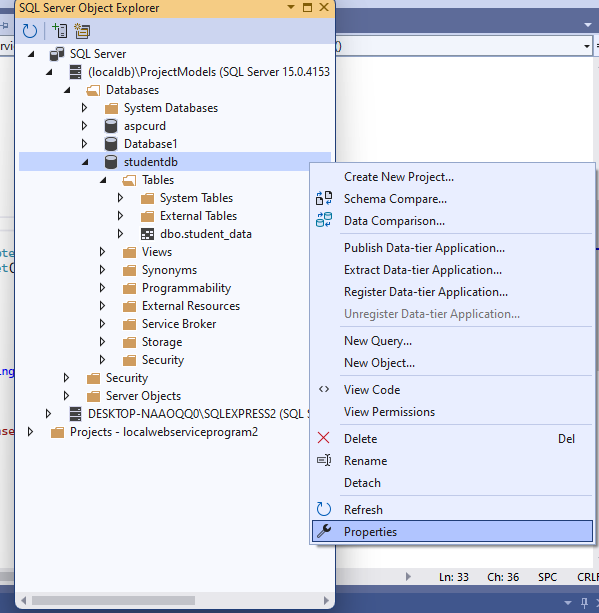 SQL Server Object Explorer
SQL Server
(localdb)\ProjectModels (SQL Server 15.0.4153
Databases
System Databases
aspcurd
Database1
studentdb
Tables
System Tables
External Tables
dbo.student_data
Views
Synonyms
Programmability
External Resources
Service Broker
Storage
Security
Security
Server Objects
DESKTOP-NAAOQQ0\SQLEXPRESS2 (SQL S
Projects - localwebserviceprogram2
Create New Project...
Schema Compare...
Data Comparison...
Publish Data-tier Application...
Extract Data-tier Application...
Register Data-tier Application...
Unregister Data-tier Application...
New Query...
New Object...
View Code
View Permissions
Delete Del
Rename
Detach
Refresh
Properties
Ln: 33 Ch: 36 SPC CRLF